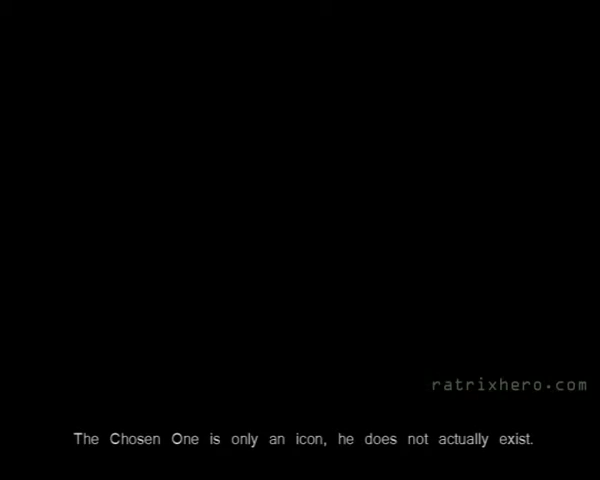 ratrixhero.com
The Chosen One is only an icon, he does not actually exist.